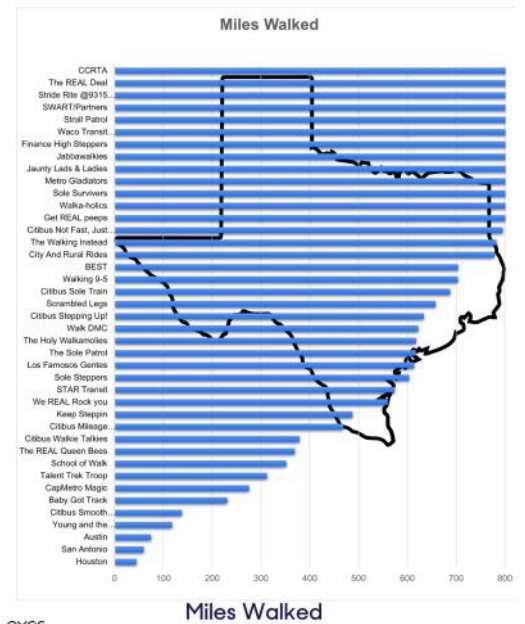 Miles Walked
CCRTA
The REAL Deal
Stride Rite @9315...
SWART/Partners
Stroll Patrol
Waco Transit...
Finance High Steppers
Jabbawalkies
Jaunty Lads & Ladies
Metro Gladiators
Sole Survivers
Walka-holics
Get REAL peeps
Citibus Not Fast, Just...
The Walking Instead
City And Rural Rides
BEST
Walking 9-5
Citibus Sole Train
Scrambled Legs
Citibus Stepping Up!
Walk DMC
The Holy Walkamolies
The Sole Patrol
Los Famosos Gentes
Sole Steppers
STAR Transit
We REAL Rock you
Keep Steppin
Citibus Mileage...
Citibus Walkie Talkies
The REAL Queen Bees
School of Walk
Talent Trek Troop
CapMetro Magic
Baby Got Track
Citibus Smooth...
Young and the...
Austin
San Antonio
Houston
0 100 200 300 400 500 600 700 800
Miles Walked